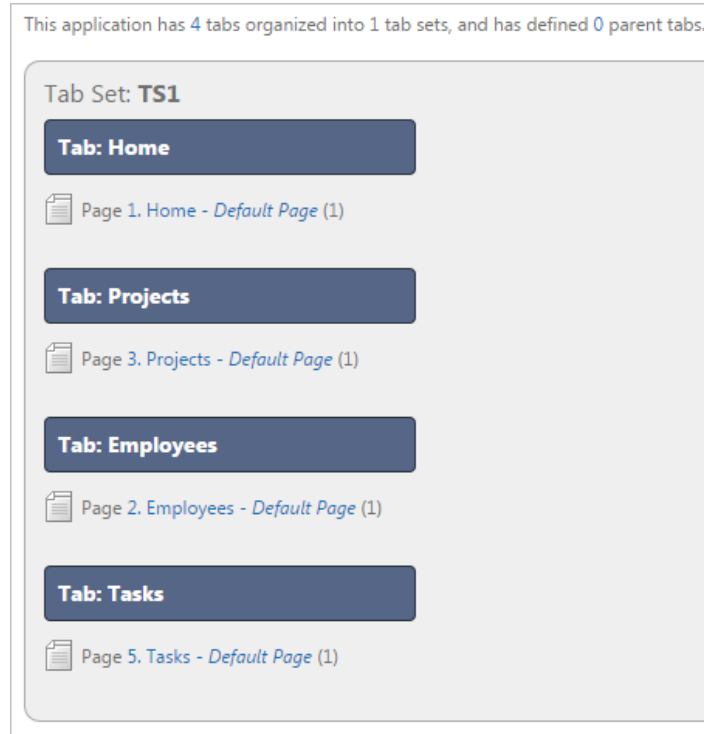 This application has 4 tabs organized into 1 tab sets, and has defined 0 parent tabs.
Tab Set: TS1
Tab: Home
Page 1. Home - Default Page (1)
Tab: Projects
Page 3. Projects - Default Page (1)
Tab: Employees
Page 2. Employees - Default Page (1)
Tab: Tasks
Page 5. Tasks - Default Page (1)